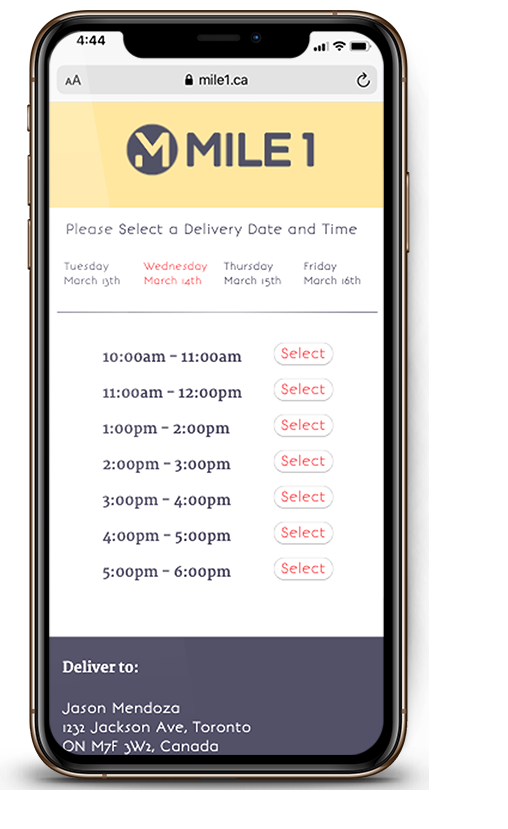 4:44
AA
mile1.ca
MILE 1
Please Select a Delivery Date and Time
Tuesday Wednesday Thursday Friday
March 13th March 14th March 15th March 16th
10:00am - 11:00am Select
11:00am - 12:00pm Select
1:00pm - 2:00pm Select
2:00pm - 3:00pm Select
3:00pm - 4:00pm Select
4:00pm - 5:00pm Select
5:00pm - 6:00pm Select
Deliver to:
Jason Mendoza
1232 Jackson Ave, Toronto
ON M7F 3W2, Canada